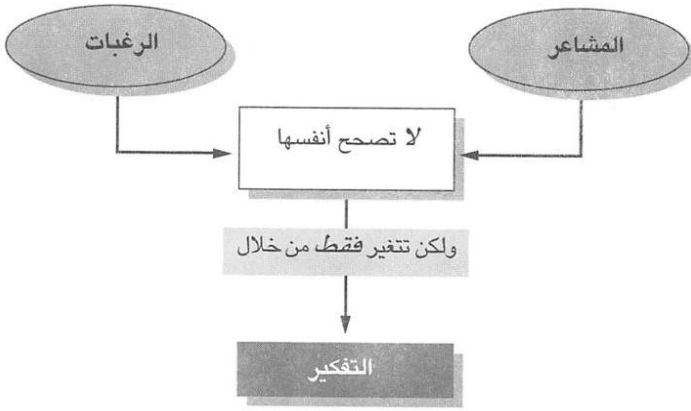 المشاعر
الرغبات
لا تصحح أنفسها
ولكن تتغير فقط من خلال
التفكير